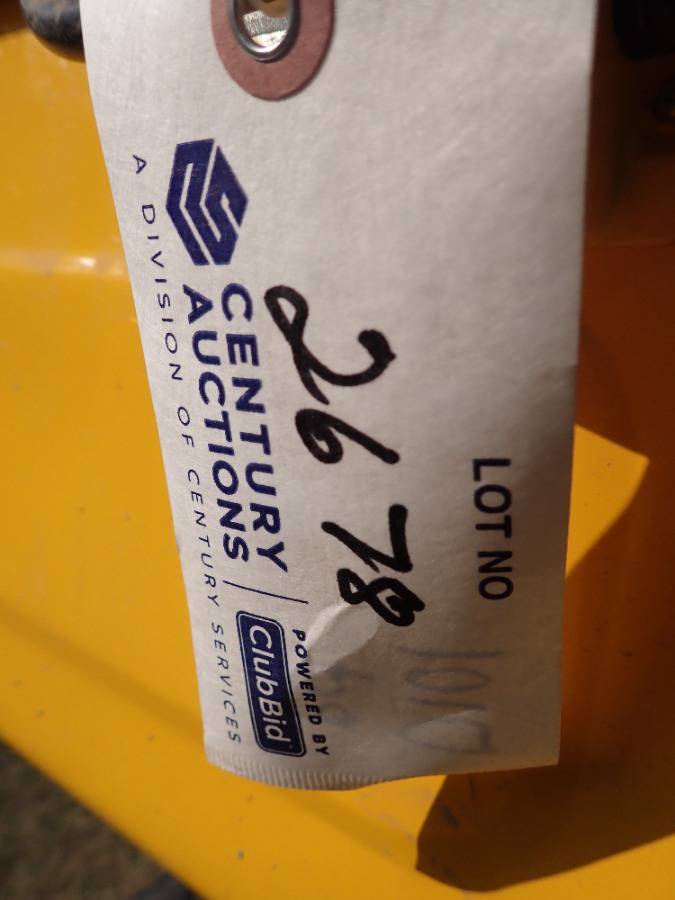 LOT NO
2678
CENTURY
AUCTIONS
POWERED BY
ClubBid
A DIVISION OF CENTURY SERVICES